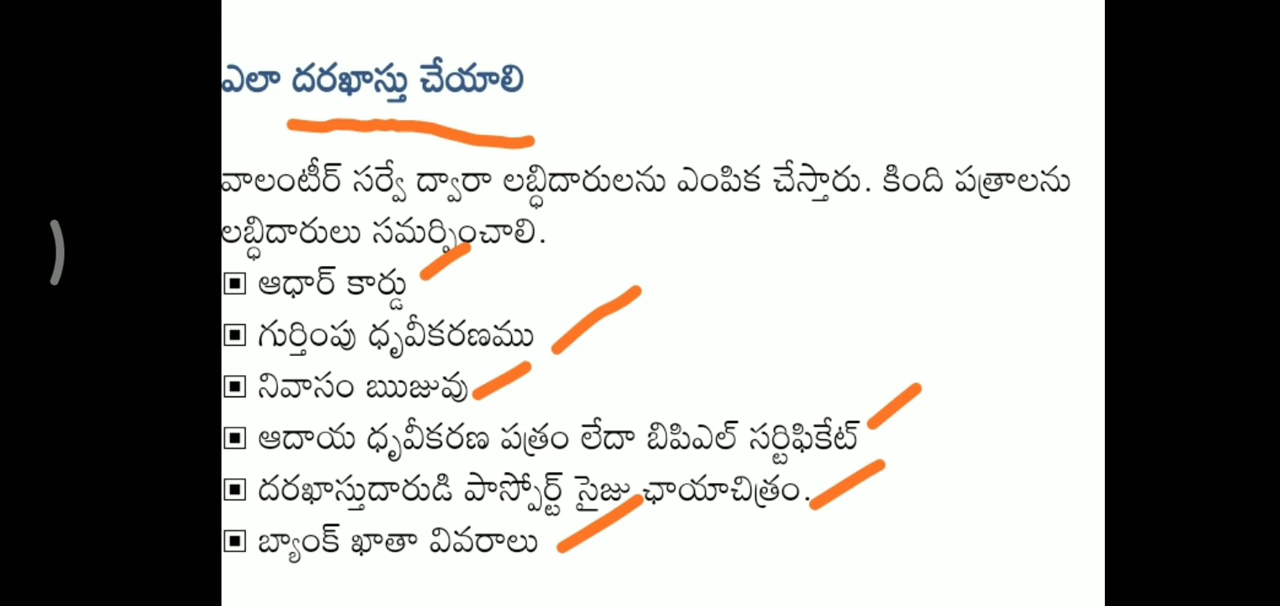 ఎలా దరఖాస్తు చేయాలి
వాలంటీర్ సర్వే ద్వారా లబ్ధిదారులను ఎంపిక చేస్తారు. కింది పత్రాలను
లబ్ధిదారులు సమర్పించాలి.
▣ ఆధార్ కార్డు
▣ గుర్తింపు ధృవీకరణము
▣ నివాసం ఋజువు
▣ ఆదాయ ధృవీకరణ పత్రం లేదా బిపిఎల్ సర్టిఫికేట్
▣ దరఖాస్తుదారుడి పాస్పోర్ట్ సైజు ఛాయాచిత్రం.
▣ బ్యాంక్ ఖాతా వివరాలు